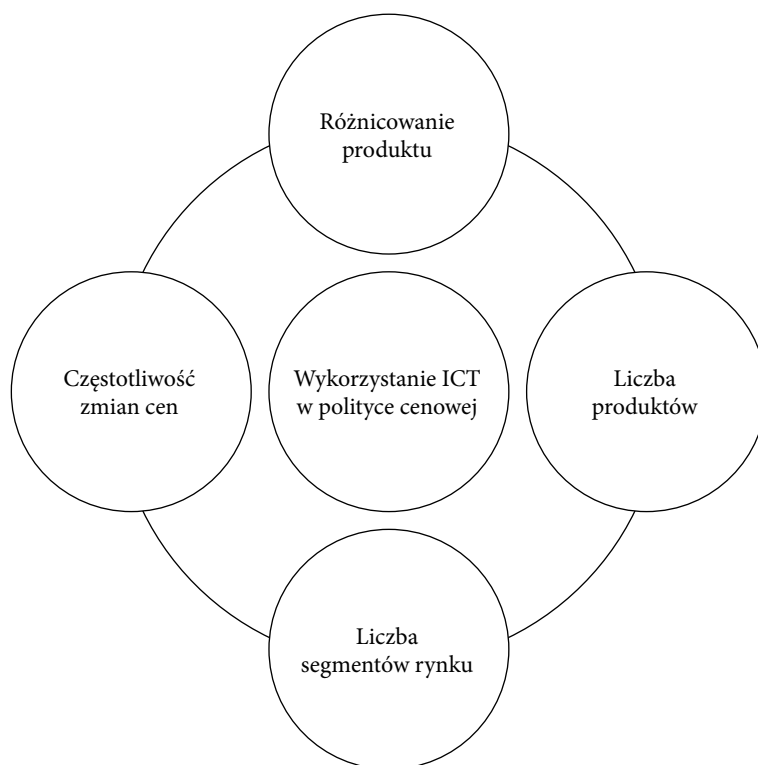 Różnicowanie
produktu
Częstotliwość
zmian cen
Wykorzystanie ICT
w polityce cenowej
Liczba
produktów
Liczba
segmentów rynku